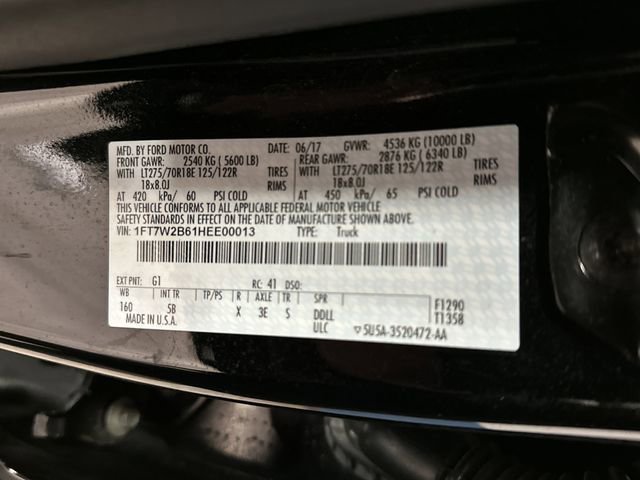 MFD. BY FORD MOTOR CO. DATE: 06/17 GVWR: 4536 KG (10000 LB)
FRONT GAWR: 2540 KG (5600 LB) REAR GAWR: 2876 KG (6340 LB)
WITH LT275/70R18E 125/122R TIRES WITH LT275/70R18E 125/122R TIRES
18x8.0J RIMS 18x8.0J RIMS
AT 420 kPa/ 60 PSI COLD AT 450 kPa/ 65 PSI COLD
THIS VEHICLE CONFORMS TO ALL APPLICABLE FEDERAL MOTOR VEHICLE
SAFETY STANDARDS IN EFFECT ON THE DATE OF MANUFACTURE SHOWN ABOVE.
VIN: 1FT7W2B61HEE00013 TYPE: Truck
EXT PNT: G1 RC: 41 DSO:
WB INT TR TP/PS R AXLE TR SPR F1290
160 SB X 3E S DDLL T1358
MADE IN U.S.A. ULC ▽5U5A-3520472-AA